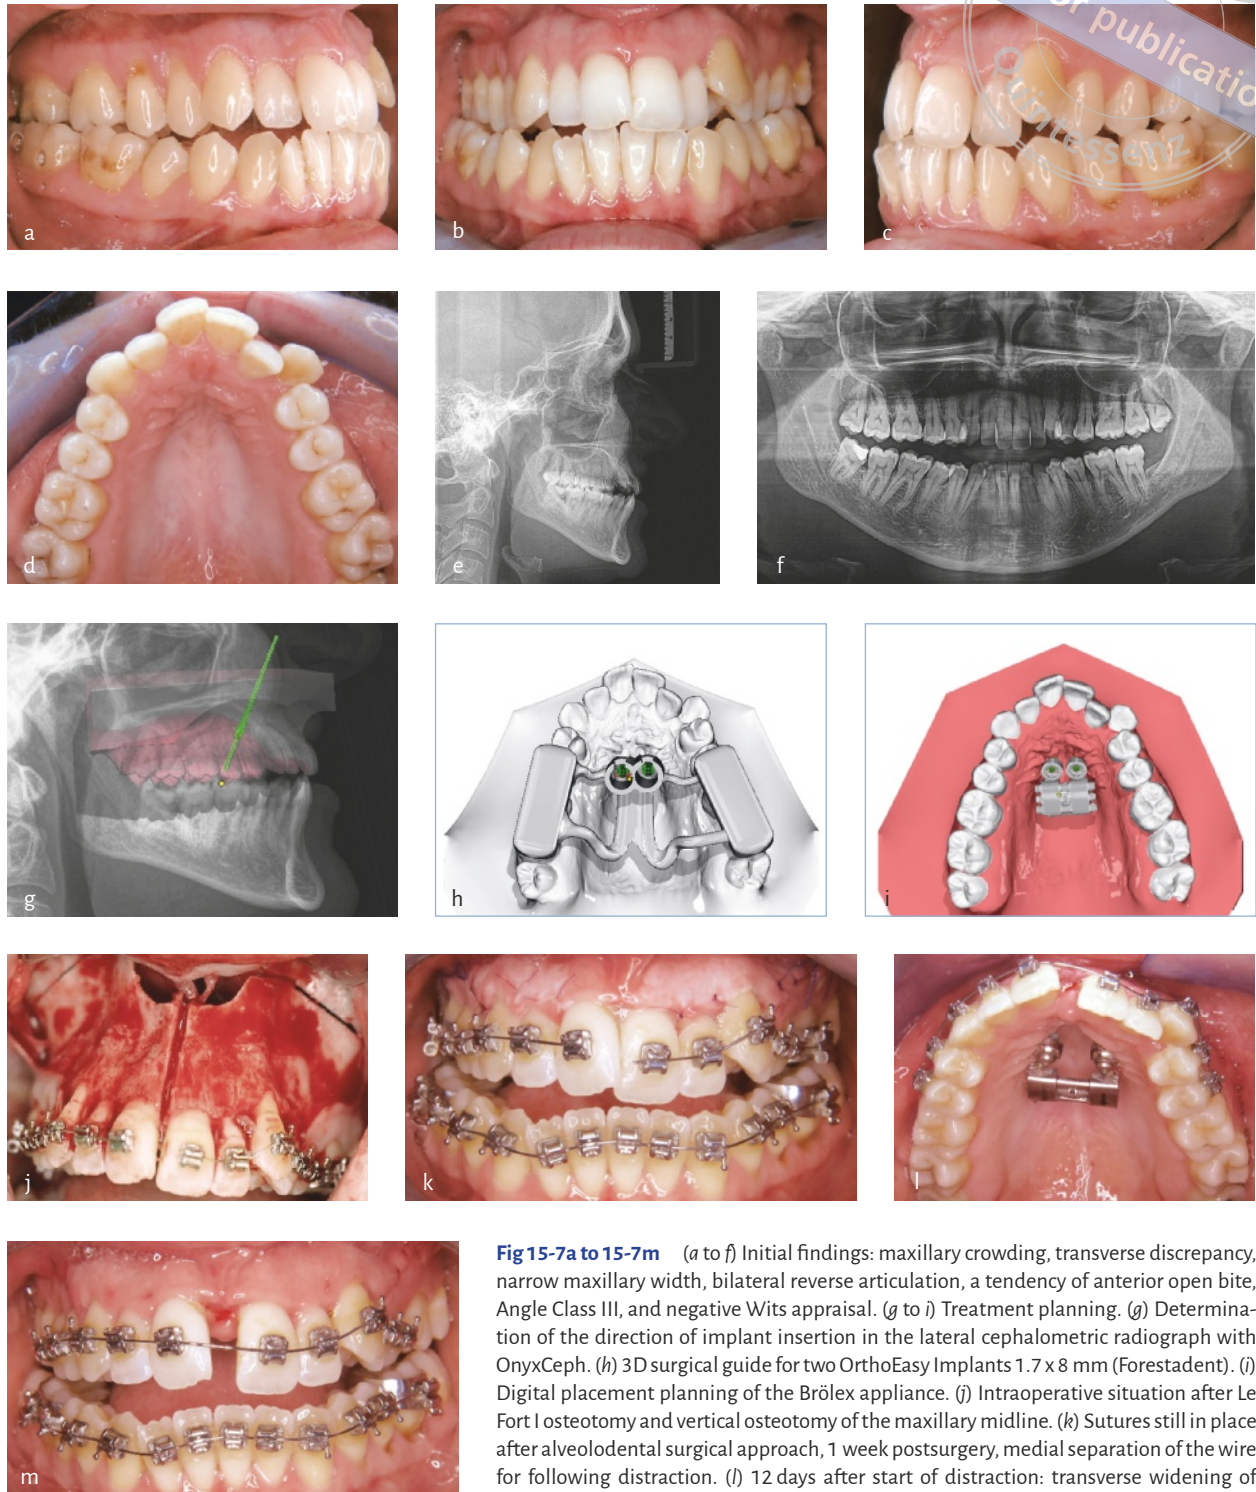 or publicatio
Quintessenz
a
b
c
d
e
f
g
h
i
j
k
l
m
Fig 15-7a to 15-7m (a to f) Initial findings: maxillary crowding, transverse discrepancy,
narrow maxillary width, bilateral reverse articulation, a tendency of anterior open bite,
Angle Class III, and negative Wits appraisal. (g to i) Treatment planning. (g) Determina-
tion of the direction of implant insertion in the lateral cephalometric radiograph with
OnyxCeph. (h) 3D surgical guide for two OrthoEasy Implants 1.7 x 8 mm (Forestadent). (i)
Digital placement planning of the Brölex appliance. (j) Intraoperative situation after Le
Fort I osteotomy and vertical osteotomy of the maxillary midline. (k) Sutures still in place
after alveolodental surgical approach, 1 week postsurgery, medial separation of the wire
for following distraction. (l) 12 days after start of distraction: transverse widening of